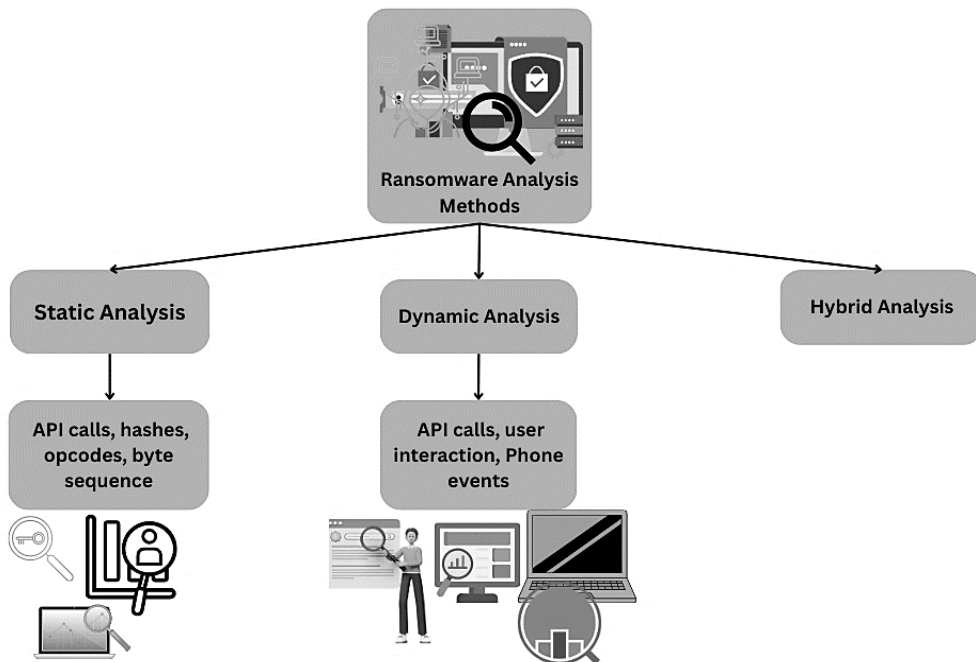 Ransomware Analysis
Methods
Static Analysis
Dynamic Analysis
Hybrid Analysis
API calls, hashes,
opcodes, byte
sequence
API calls, user
interaction, Phone
events